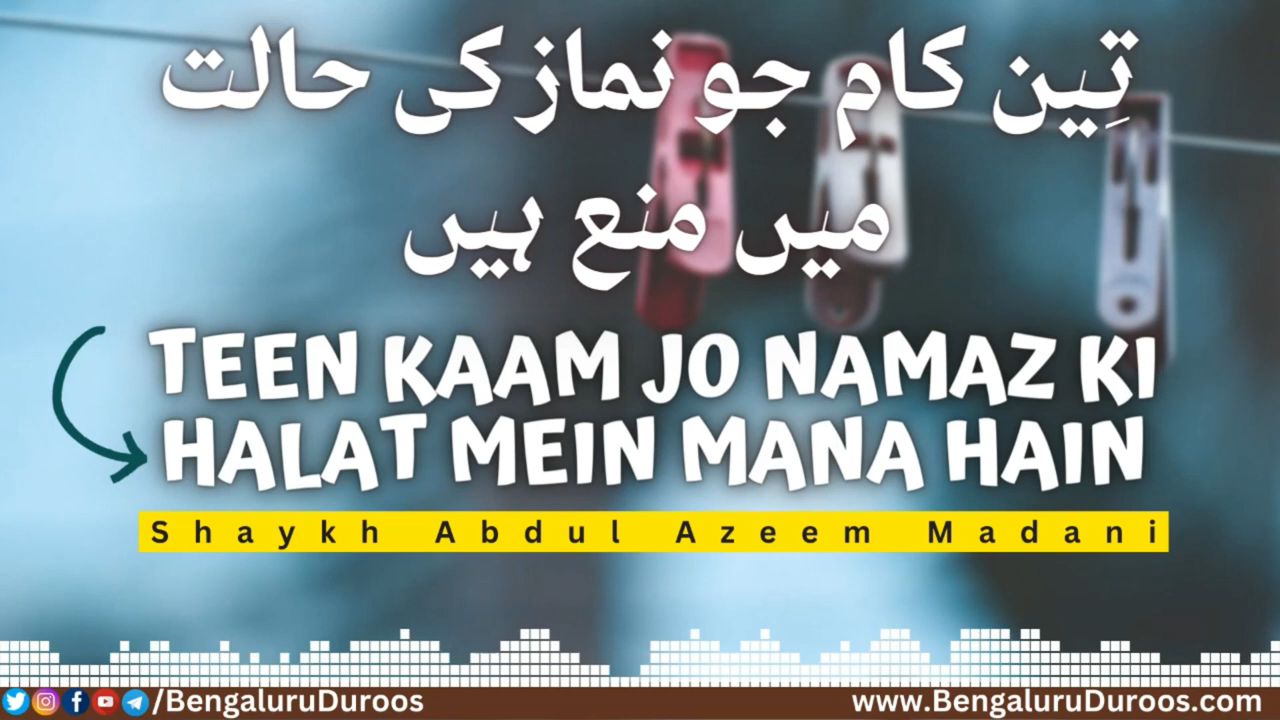 تِین کام جو نماز کی حالت
میں منع ہیں
TEEN KAAM JO NAMAZ KI
HALAT MEIN MANA HAIN
Shaykh Abdul Azeem Madani
/BengaluruDuroos
www.BengaluruDuroos.com